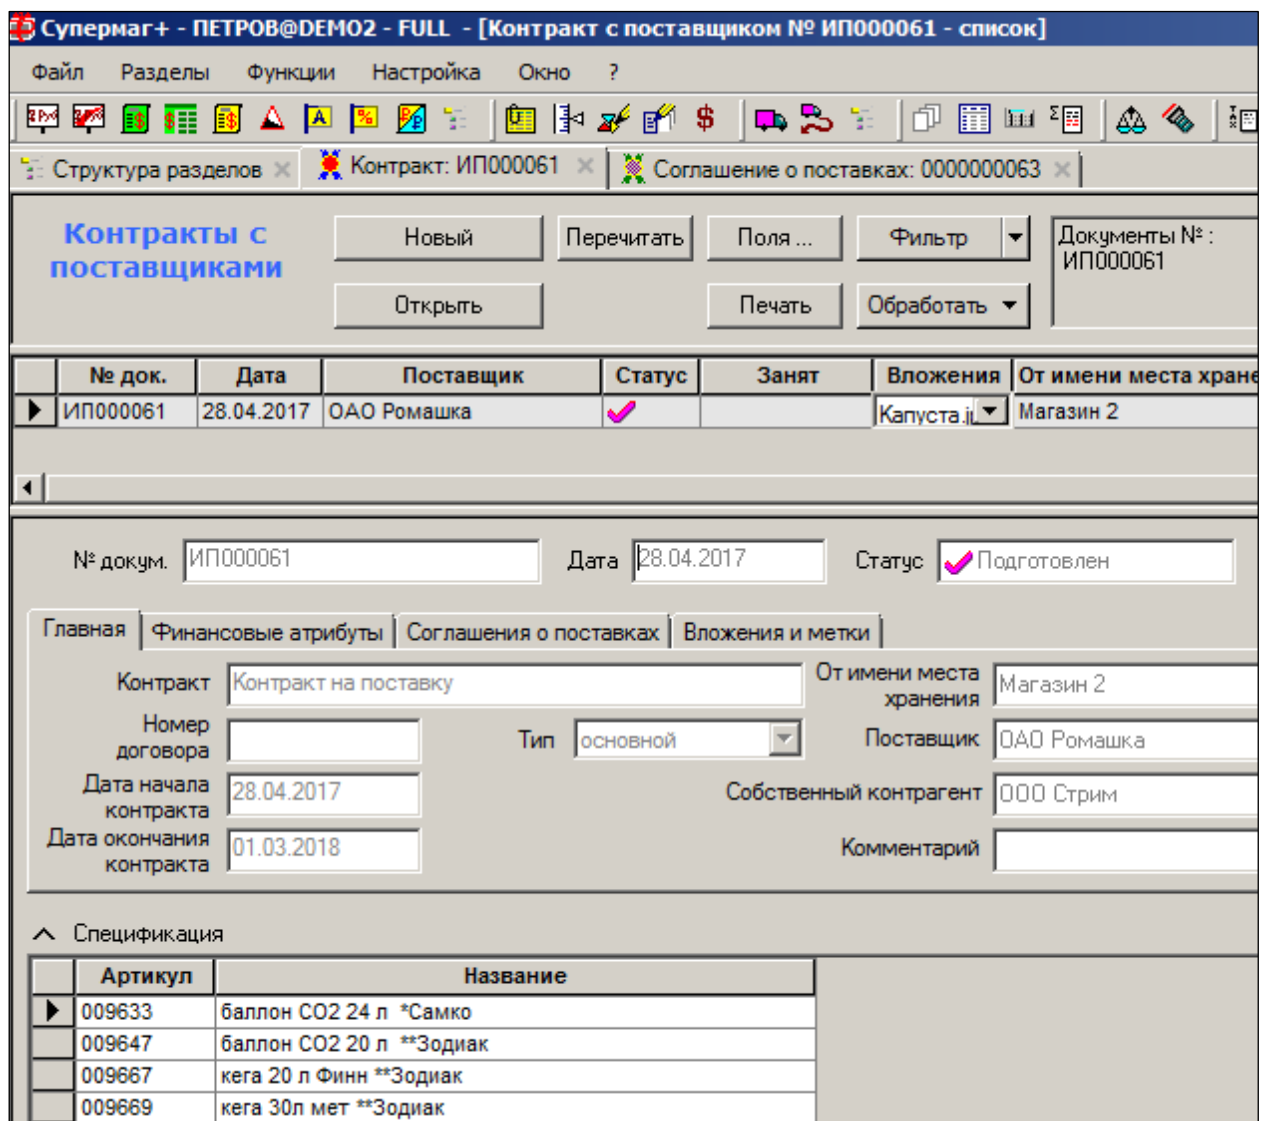 Супермаг+ - ПЕТРОВ@DEMO2 - FULL - [Контракт с поставщиком № ИП000061 - список]
Файл Разделы Функции Настройка Окно ?
Структура разделов Контракт: ИП000061 Соглашение о поставках: 0000000063
Контракты с поставщиками
Новый Перечитать Поля ... Фильтр
Документы № :
ИП000061
Открыть Печать Обработать
№ док. Дата Поставщик Статус Занят Вложения От имени места хране
ИП000061 28.04.2017 ОАО Ромашка Капуста.j Магазин 2
№ докум. ИП000061 Дата 28.04.2017 Статус Подготовлен
Главная Финансовые атрибуты Соглашения о поставках Вложения и метки
Контракт Контракт на поставку От имени места хранения Магазин 2
Номер договора Тип основной Поставщик ОАО Ромашка
Дата начала контракта 28.04.2017 Собственный контрагент ООО Стрим
Дата окончания контракта 01.03.2018 Комментарий
Спецификация
Артикул Название
009633 баллон СО2 24 л *Самко
009647 баллон СО2 20 л **Зодиак
009667 кега 20 л Финн **Зодиак
009669 кега 30л мет **Зодиак